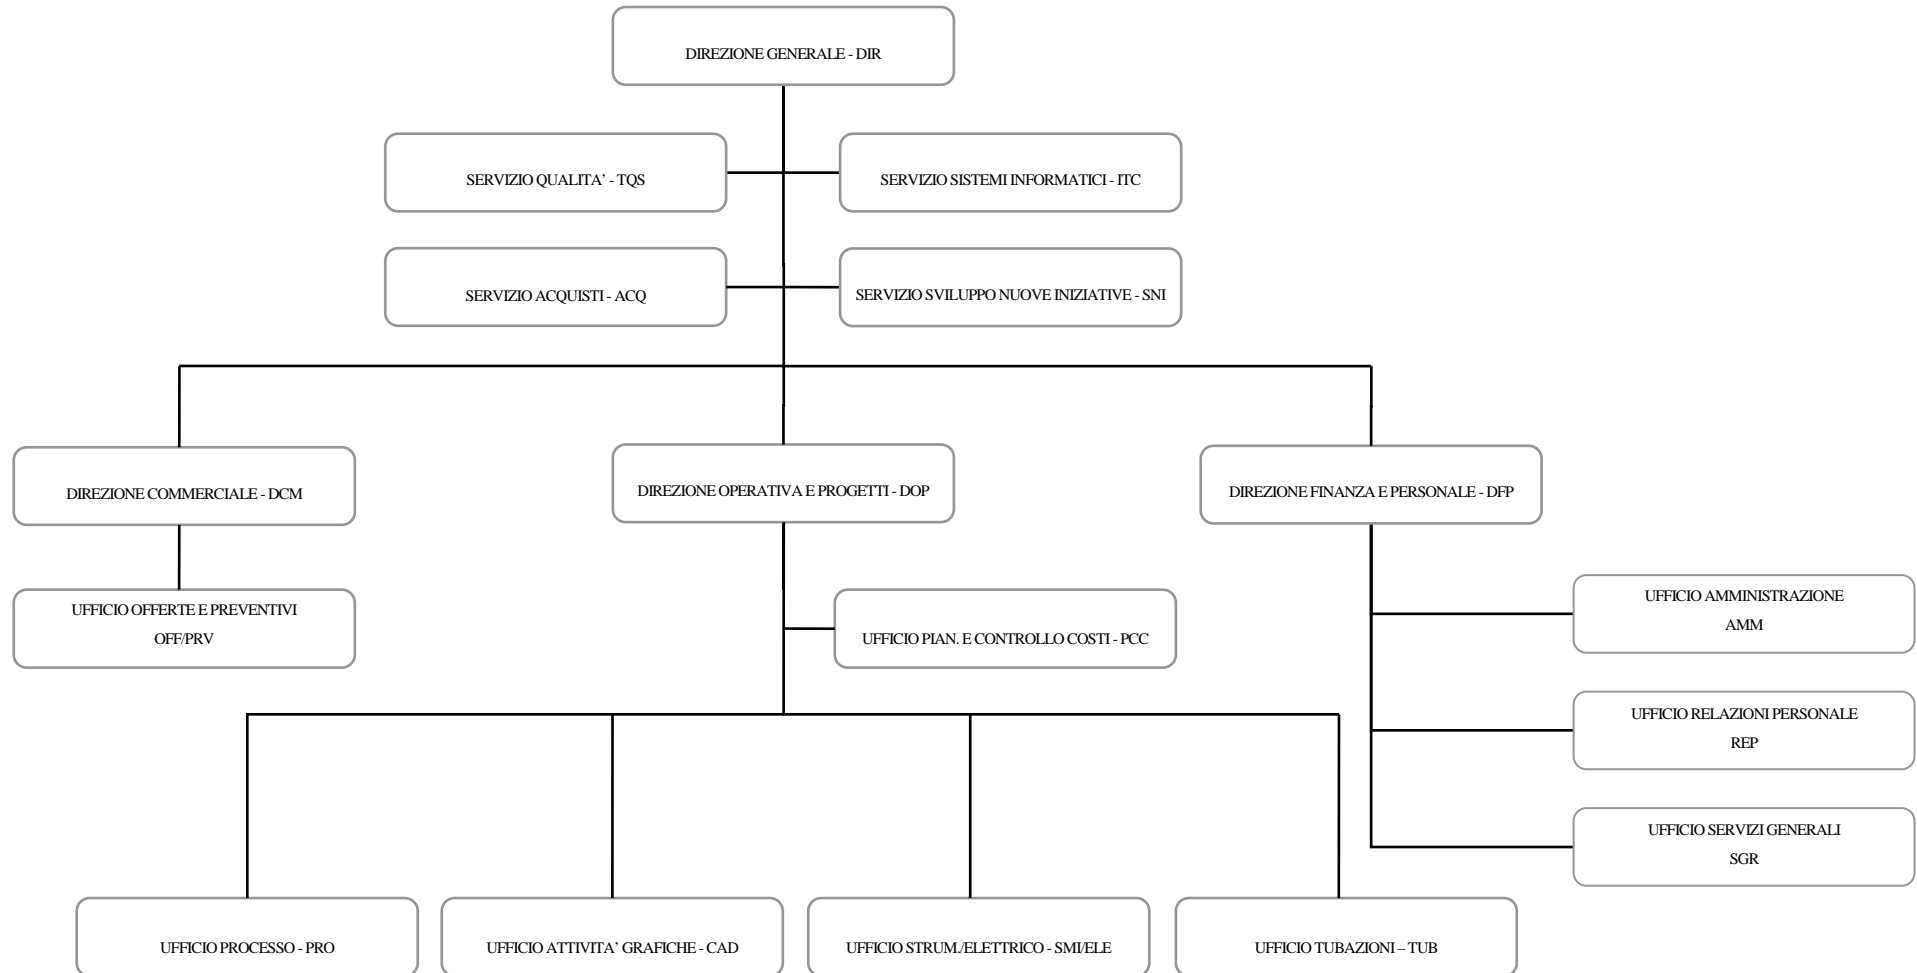 DIREZIONE GENERALE - DIR
SERVIZIO QUALITA’ - TQS
SERVIZIO SISTEMI INFORMATICI - ITC
SERVIZIO ACQUISTI - ACQ
SERVIZIO SVILUPPO NUOVE INIZIATIVE - SNI
DIREZIONE COMMERCIALE - DCM
DIREZIONE OPERATIVA E PROGETTI - DOP
DIREZIONE FINANZA E PERSONALE - DFP
UFFICIO OFFERTE E PREVENTIVI
OFF/PRV
UFFICIO PIAN. E CONTROLLO COSTI - PCC
UFFICIO AMMINISTRAZIONE
AMM
UFFICIO RELAZIONI PERSONALE
REP
UFFICIO SERVIZI GENERALI
SGR
UFFICIO PROCESSO - PRO
UFFICIO ATTIVITA’ GRAFICHE - CAD
UFFICIO STRUM./ELETTRICO - SMI/ELE
UFFICIO TUBAZIONI – TUB